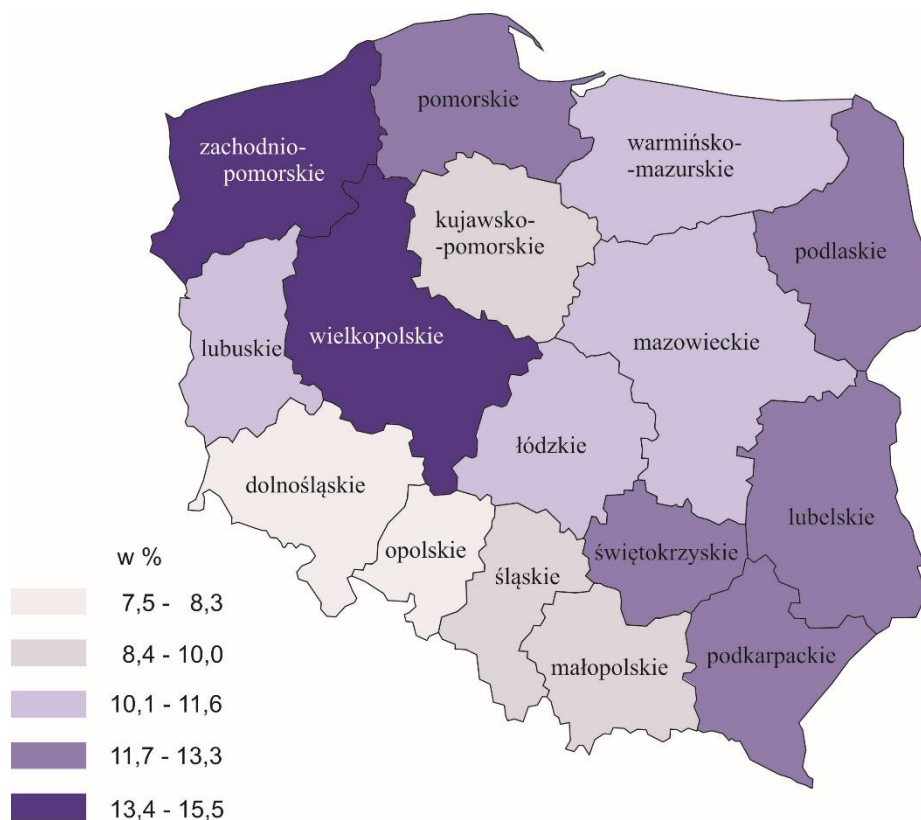 pomorskie
zachodnio-
pomorskie
warmińsko-
-mazurskie
kujawsko-
-pomorskie
podlaskie
wielkopolskie
lubuskie
mazowieckie
łódzkie
dolnośląskie
lubelskie
opolskie
świętokrzyskie
śląskie
małopolskie
podkarpackie
w %
7,5 - 8,3
8,4 - 10,0
10,1 - 11,6
11,7 - 13,3
13,4 - 15,5